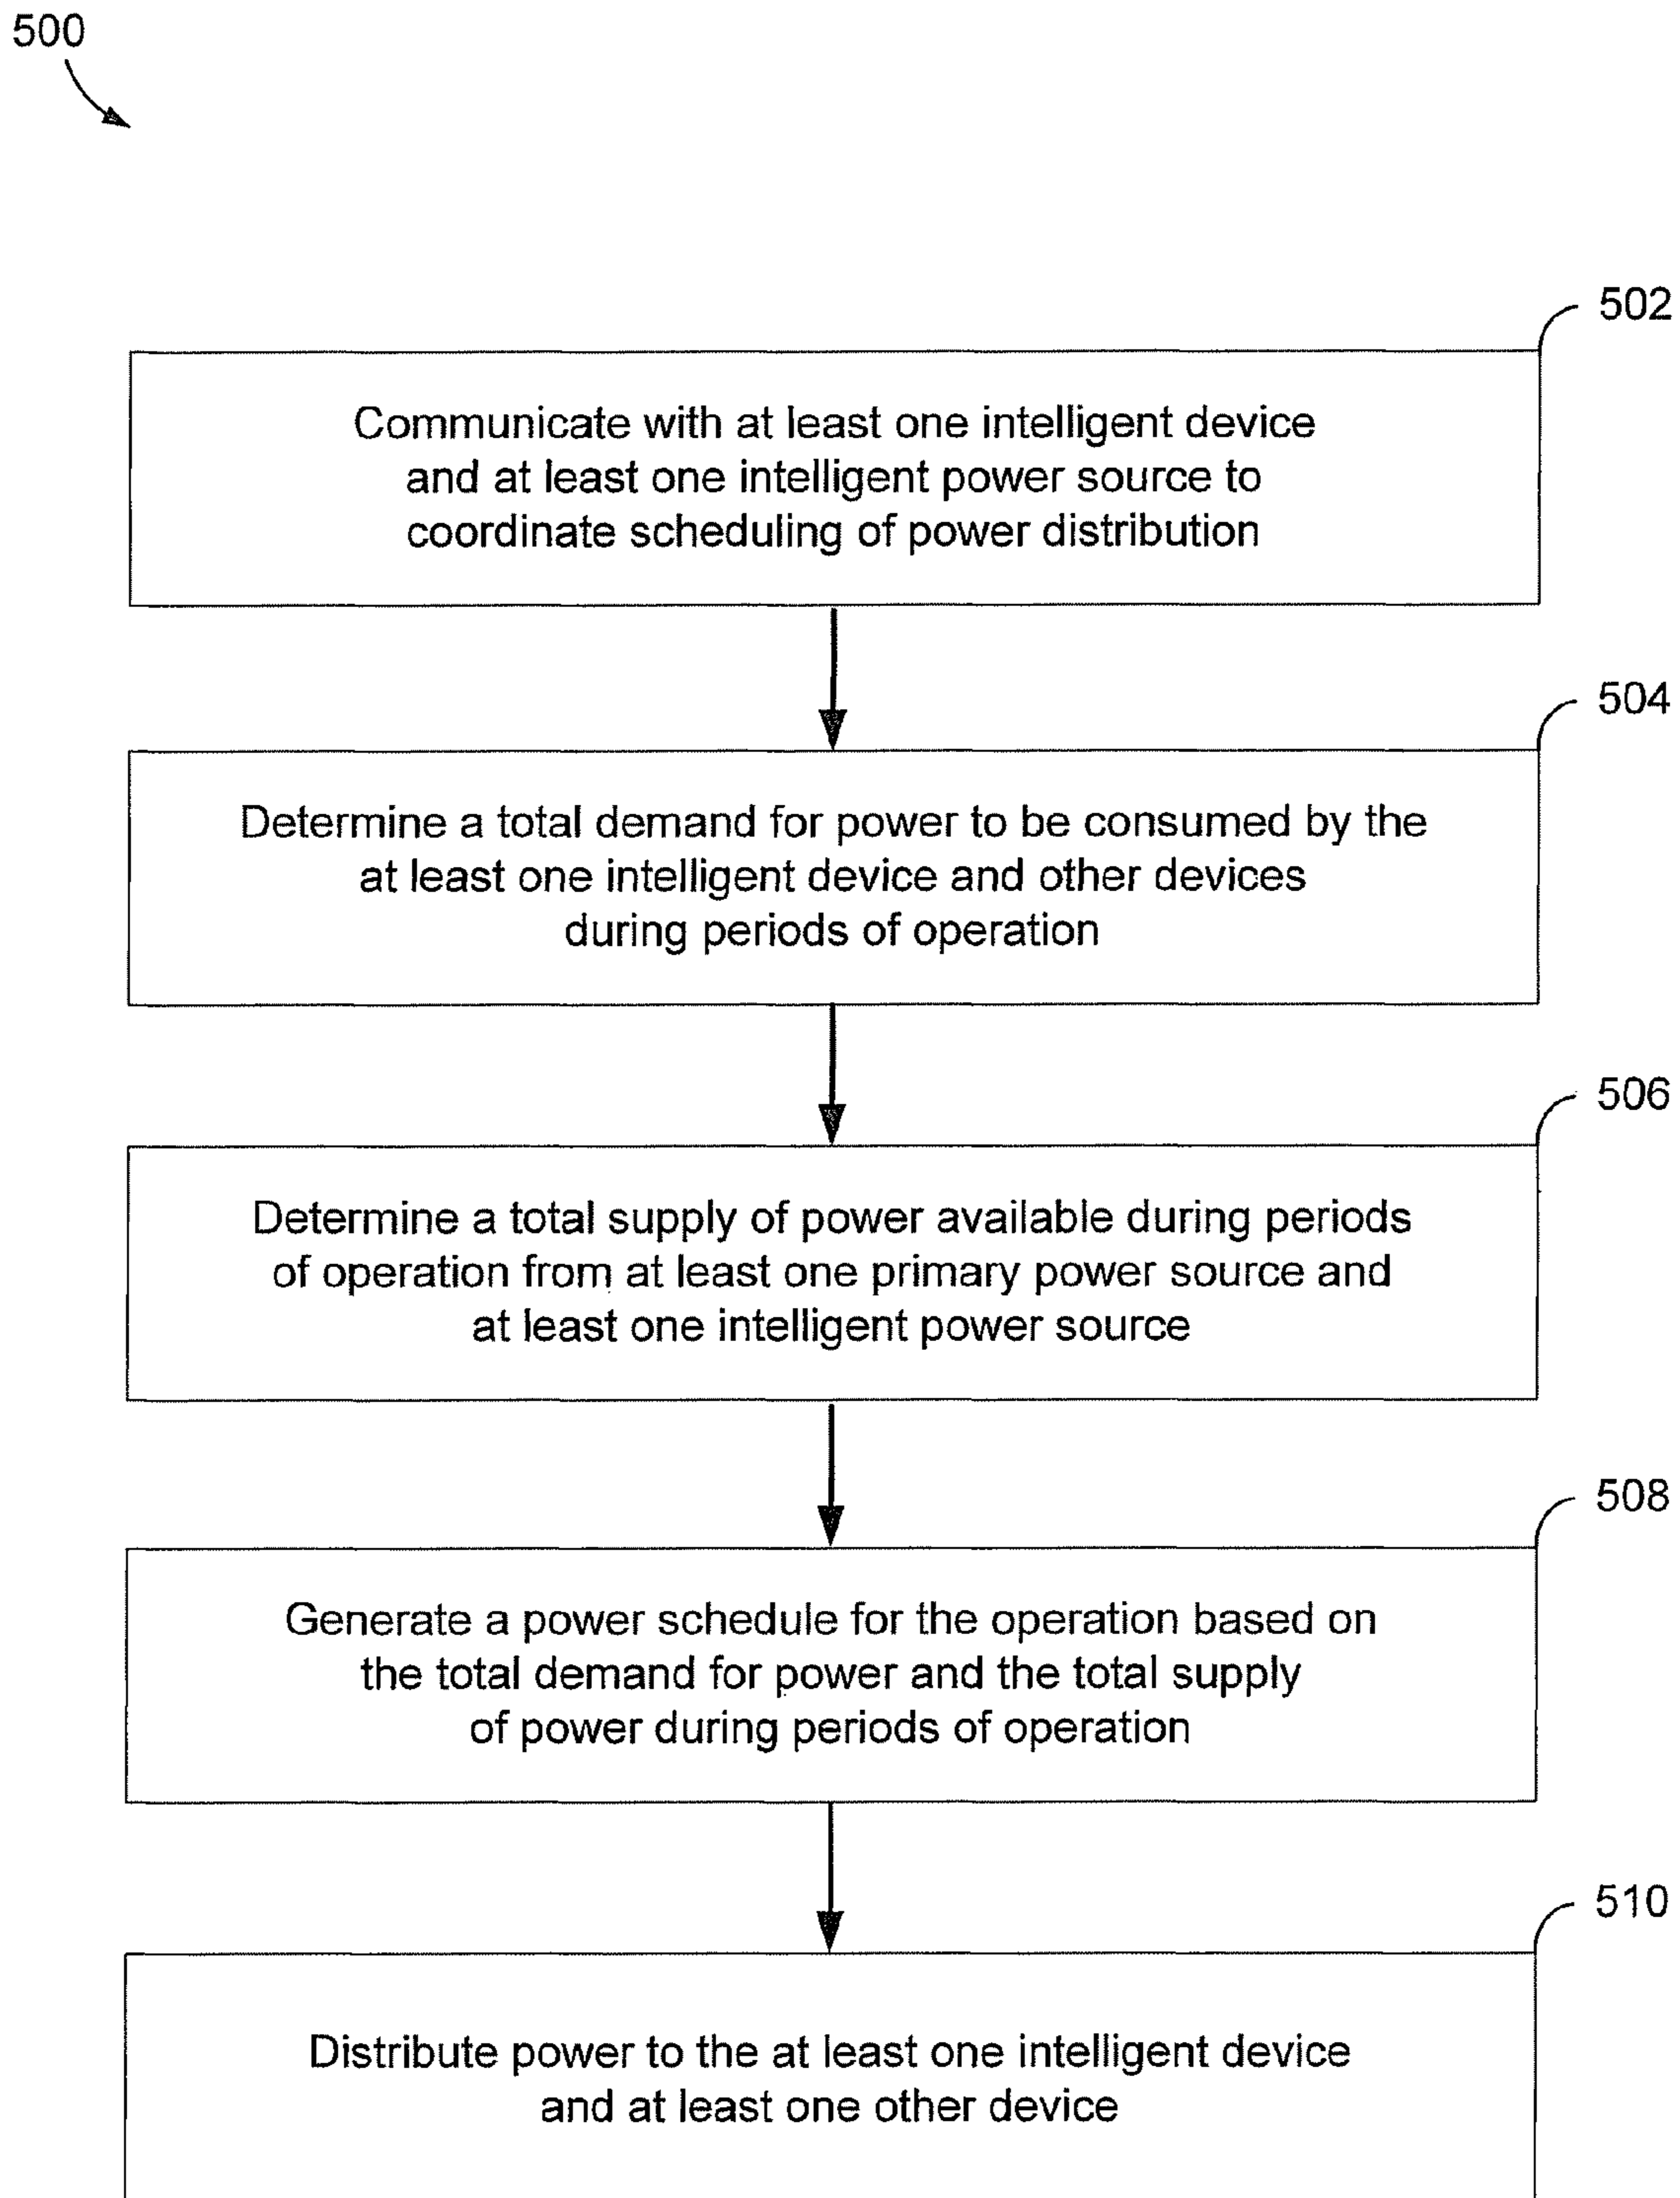 500
502
Communicate with at least one intelligent device
and at least one intelligent power source to
coordinate scheduling of power distribution
504
Determine a total demand for power to be consumed by the
at least one intelligent device and other devices
during periods of operation
506
Determine a total supply of power available during periods
of operation from at least one primary power source and
at least one intelligent power source
508
Generate a power schedule for the operation based on
the total demand for power and the total supply
of power during periods of operation
510
Distribute power to the at least one intelligent device
and at least one other device